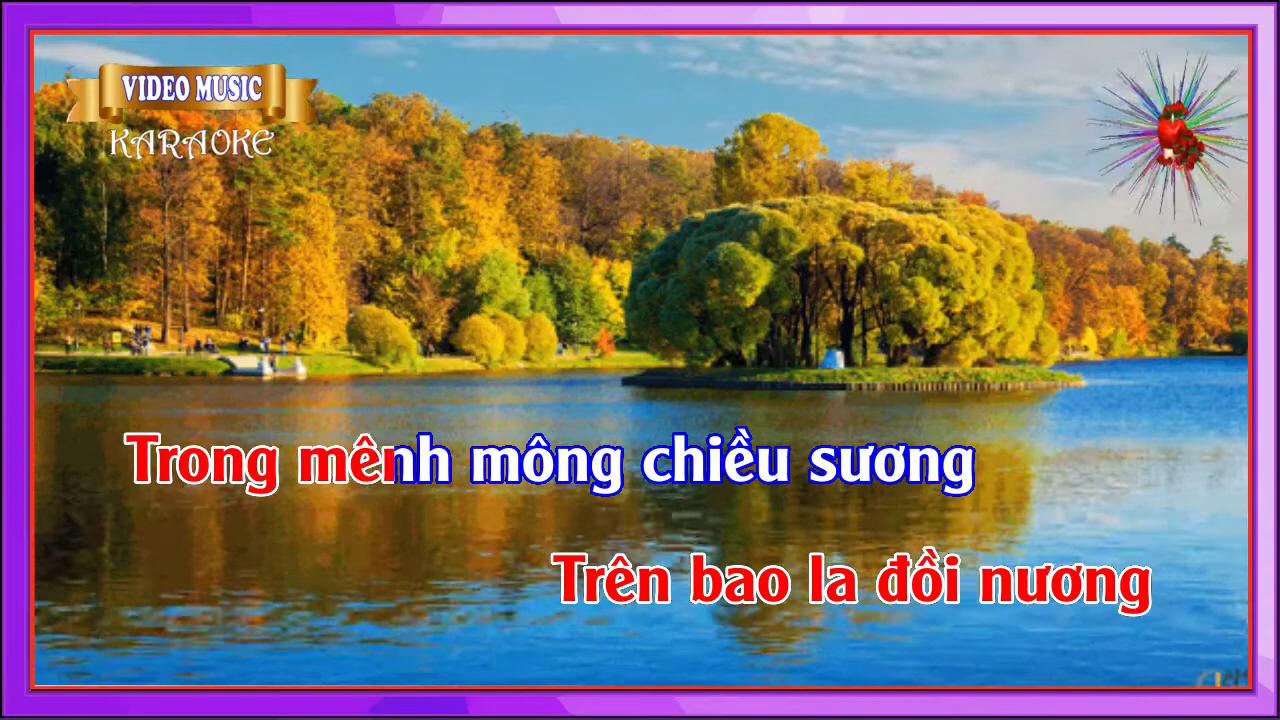 VIDEO MUSIC
KARAOKE
Trong mênh mông chiều sương
Trên bao la đồi nương